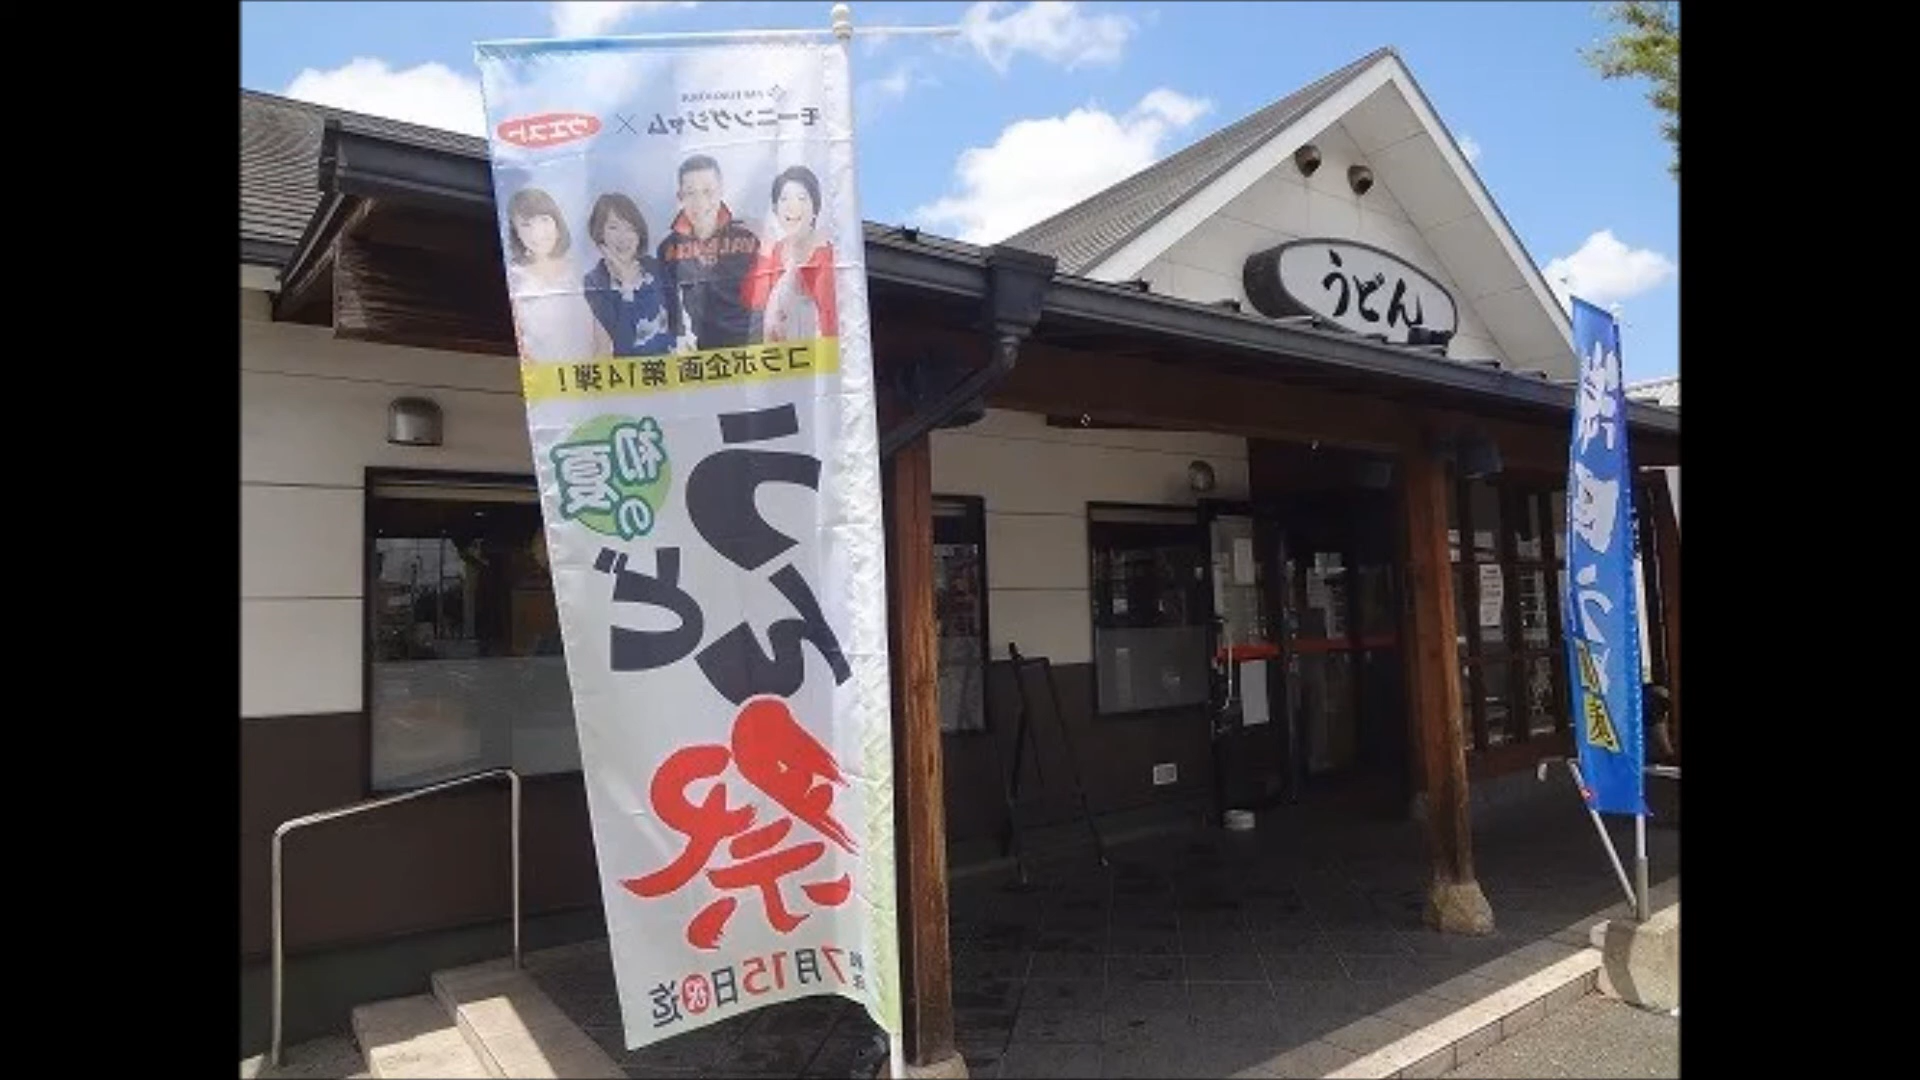 モーニングジャム × ウエスト
コラボ企画 第14弾！
初夏の
うどん祭
7月15日 迄
うどん